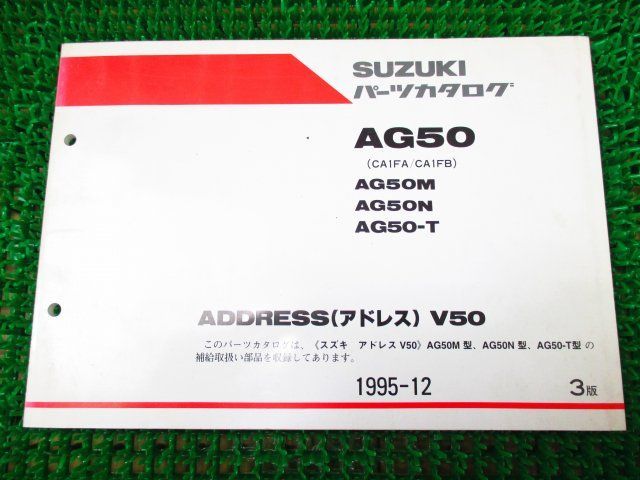 SUZUKI
パーツカタログ
AG50
(CA1FA/CA1FB)
AG50M
AG50N
AG50-T
ADDRESS(アドレス) V50
このパーツカタログは、《スズキ アドレスV50》AG50M型、AG50N型、AG50-T型の
補給取扱い部品を収録してあります。
1995-12
3版